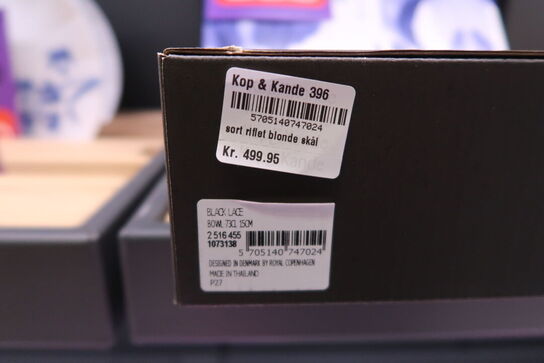 Kop & Kande 396
5705140747024
sort riflet blonde skål
Kr. 499.95
BLACK LACE
BOWL 73CL 15CM
2 516 455
1073138
5 705140 747024
DESIGNED IN DENMARK BY ROYAL COPENHAGEN
MADE IN THAILAND
P27